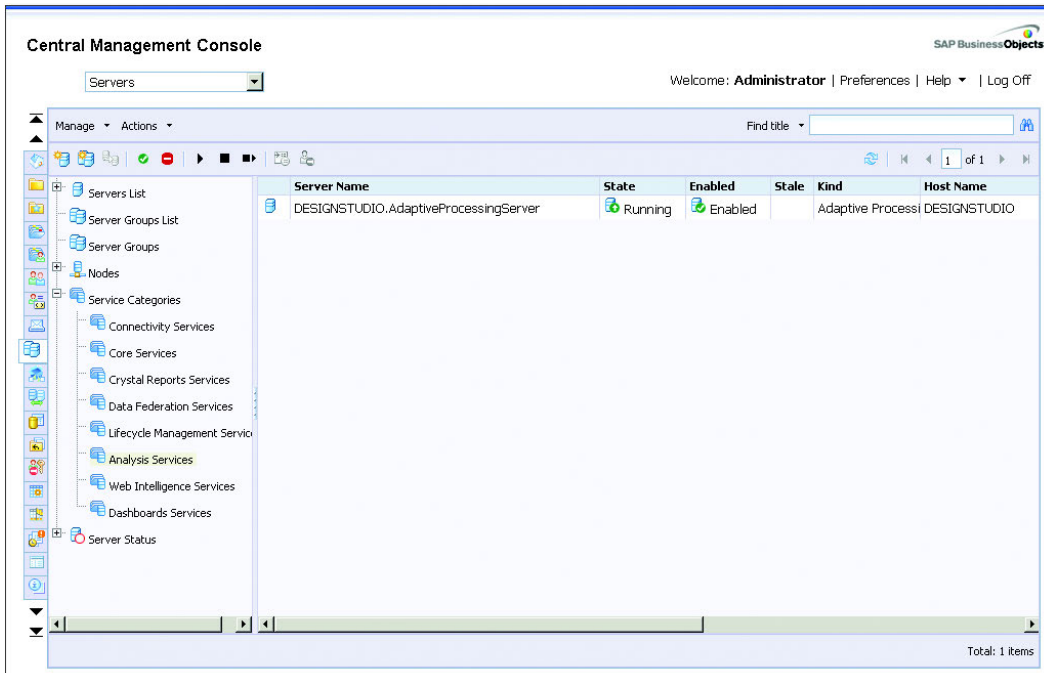 Central Management Console
SAP BusinessObjects
Servers
Welcome: Administrator | Preferences | Help | Log Off
Manage Actions
Find title
1 of 1
Servers List
Server Groups List
Server Groups
Nodes
Service Categories
Connectivity Services
Core Services
Crystal Reports Services
Data Federation Services
Lifecycle Management Servic
Analysis Services
Web Intelligence Services
Dashboards Services
Server Status
Server Name State Enabled Stale Kind Host Name
DESIGNSTUDIO.AdaptiveProcessingServer Running Enabled Adaptive Processi DESIGNSTUDIO
Total: 1 items